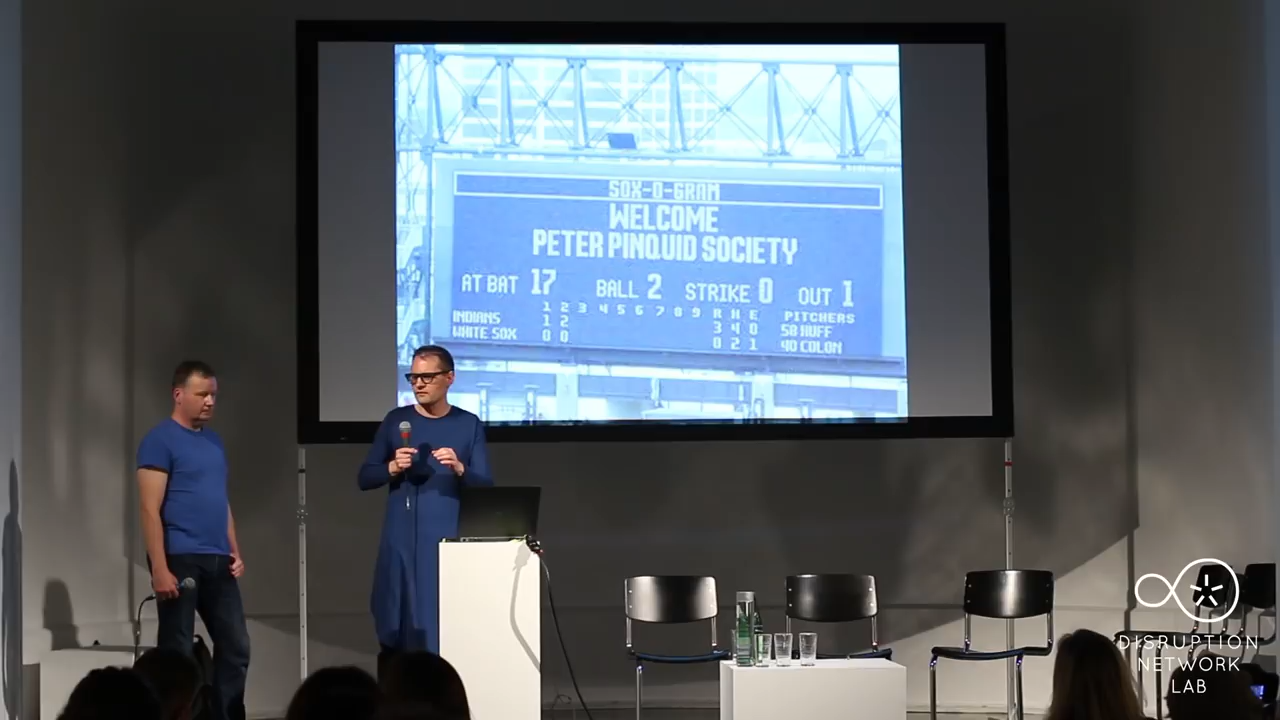 SOX-O-GRAM
WELCOME
PETER PINQUID SOCIETY
AT BAT 17 BALL 2 STRIKE 0 OUT 1
1 2 3 4 5 6 7 8 9 R H E PITCHERS
INDIANS 1 2 3 4 0 58 HUFF
WHITE SOX 0 0 0 2 1 40 COLON
DISRUPTION
NETWORK
LAB